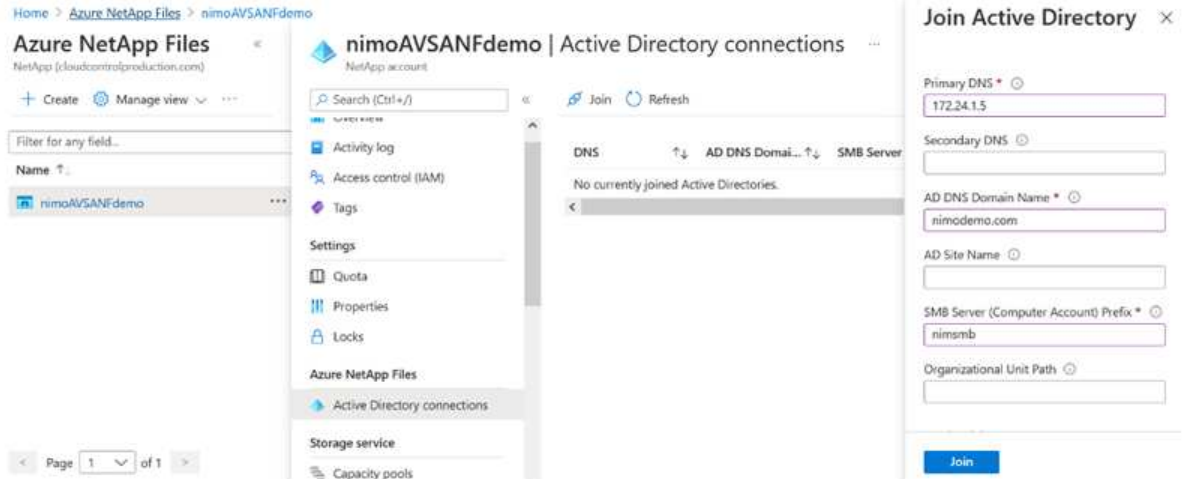 Home > Azure NetApp Files > nimoAVSANFdemo
Azure NetApp Files «
NetApp (cloudcontrolproduction.com)
+ Create Manage view ...
Filter for any field...
Name ↑↓
nimoAVSANFdemo ...
< Page 1 of 1 >
nimoAVSANFdemo | Active Directory connections ...
NetApp account
Search (Ctrl+/) «
Overview
Activity log
Access control (IAM)
Tags
Settings
Quota
Properties
Locks
Azure NetApp Files
Active Directory connections
Storage service
Capacity pools
Join Refresh
DNS ↑↓ AD DNS Domai... ↑↓ SMB Server
No currently joined Active Directories.
Join Active Directory ×
Primary DNS *
172.24.1.5
Secondary DNS
AD DNS Domain Name *
nimodemo.com
AD Site Name
SMB Server (Computer Account) Prefix *
nimsmb
Organizational Unit Path
Join